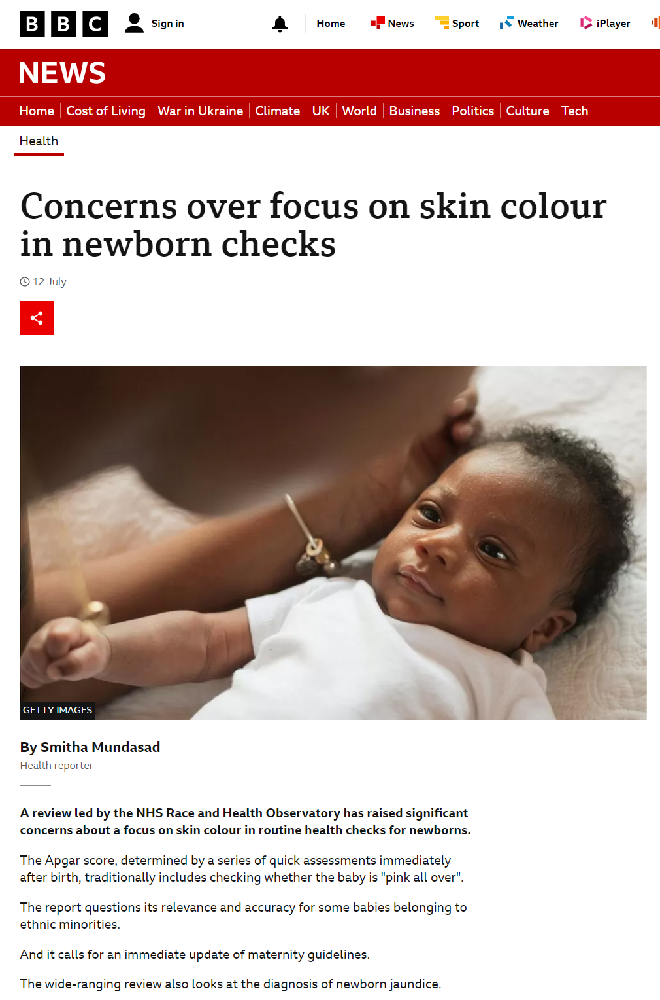 BBC Sign in Home News Sport Weather iPlayer
NEWS
Home Cost of Living War in Ukraine Climate UK World Business Politics Culture Tech
Health
Concerns over focus on skin colour
in newborn checks
12 July
GETTY IMAGES
By Smitha Mundasad
Health reporter
A review led by the NHS Race and Health Observatory has raised significant
concerns about a focus on skin colour in routine health checks for newborns.
The Apgar score, determined by a series of quick assessments immediately
after birth, traditionally includes checking whether the baby is "pink all over".
The report questions its relevance and accuracy for some babies belonging to
ethnic minorities.
And it calls for an immediate update of maternity guidelines.
The wide-ranging review also looks at the diagnosis of newborn jaundice.